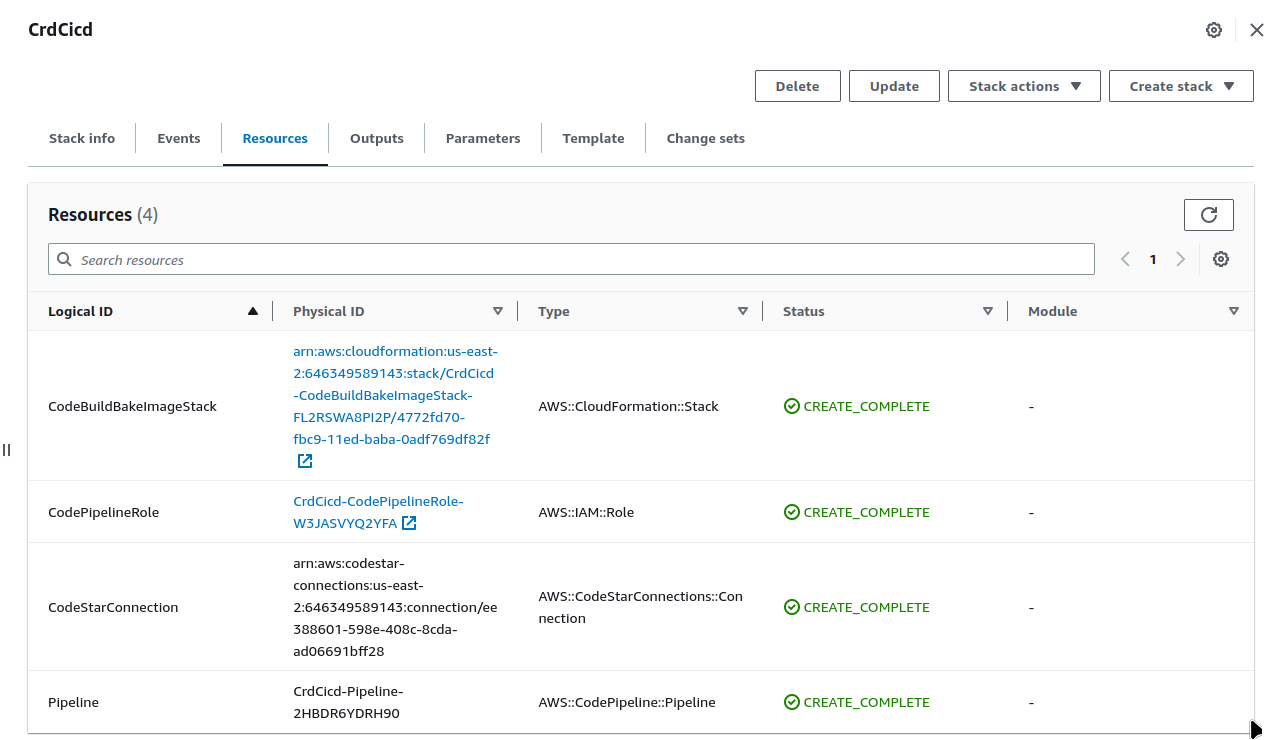 CrdCicd
Delete
Update
Stack actions
Create stack
Stack info
Events
Resources
Outputs
Parameters
Template
Change sets
Resources (4)
Search resources
1
Logical ID
Physical ID
Type
Status
Module
CodeBuildBakeImageStack
arn:aws:cloudformation:us-east-
2:646349589143:stack/CrdCicd
-CodeBuildBakeImageStack-
FL2RSWA8PI2P/4772fd70-
fbc9-11ed-baba-0adf769df82f
AWS::CloudFormation::Stack
CREATE_COMPLETE
-
CodePipelineRole
CrdCicd-CodePipelineRole-
W3JASVYQ2YFA
AWS::IAM::Role
CREATE_COMPLETE
-
CodeStarConnection
arn:aws:codestar-
connections:us-east-
2:646349589143:connection/ee
388601-598e-408c-8cda-
ad06691bff28
AWS::CodeStarConnections::Con
nection
CREATE_COMPLETE
-
Pipeline
CrdCicd-Pipeline-
2HBDR6YDRH90
AWS::CodePipeline::Pipeline
CREATE_COMPLETE
-